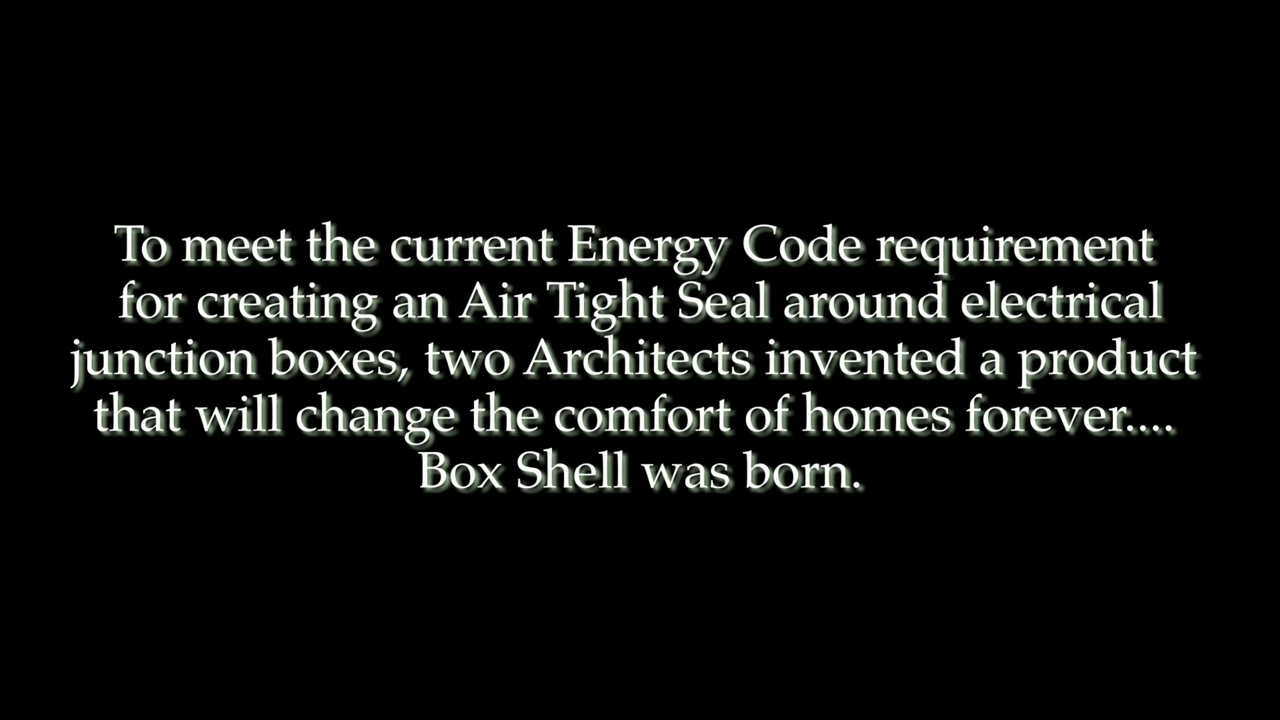 To meet the current Energy Code requirement
for creating an Air Tight Seal around electrical
junction boxes, two Architects invented a product
that will change the comfort of homes forever....
Box Shell was born.